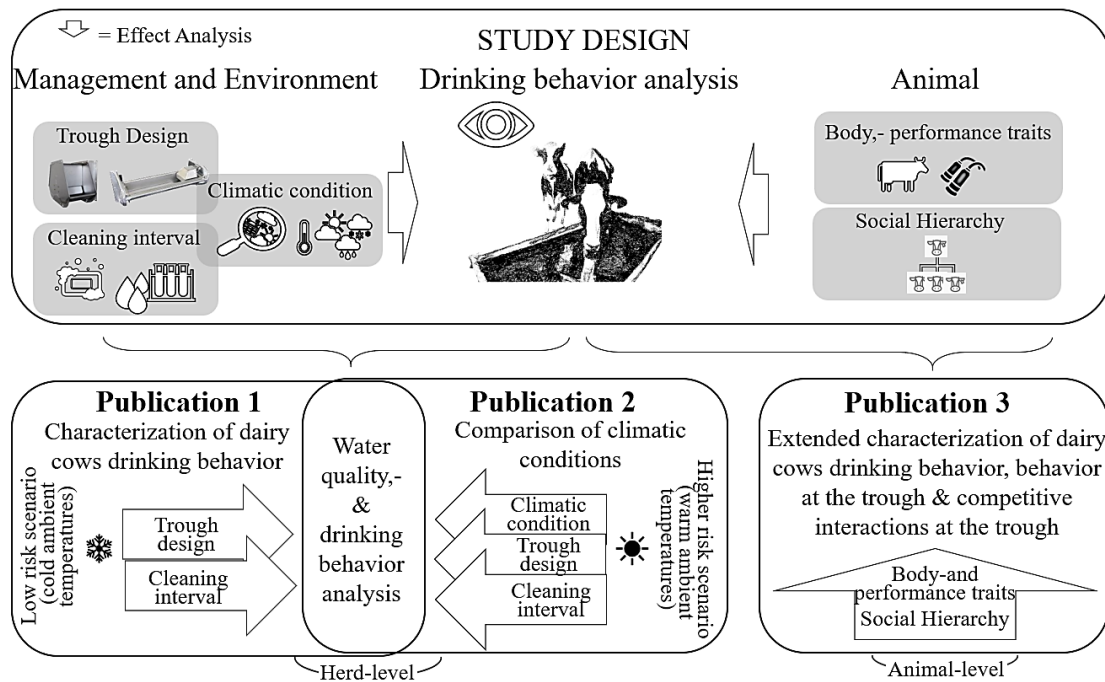 = Effect Analysis
STUDY DESIGN
Management and Environment
Drinking behavior analysis
Animal
Trough Design
Climatic condition
Cleaning interval
Body,- performance traits
Social Hierarchy
Publication 1
Characterization of dairy
cows drinking behavior
Low risk scenario
(cold ambient
temperatures)
Trough
design
Cleaning
interval
Water
quality,-
&
drinking
behavior
analysis
Publication 2
Comparison of climatic
conditions
Climatic
condition
Trough
design
Cleaning
interval
Higher risk scenario
(warm ambient
temperatures)
Herd-level
Publication 3
Extended characterization of dairy
cows drinking behavior, behavior
at the trough & competitive
interactions at the trough
Body-and
performance traits
Social Hierarchy
Animal-level